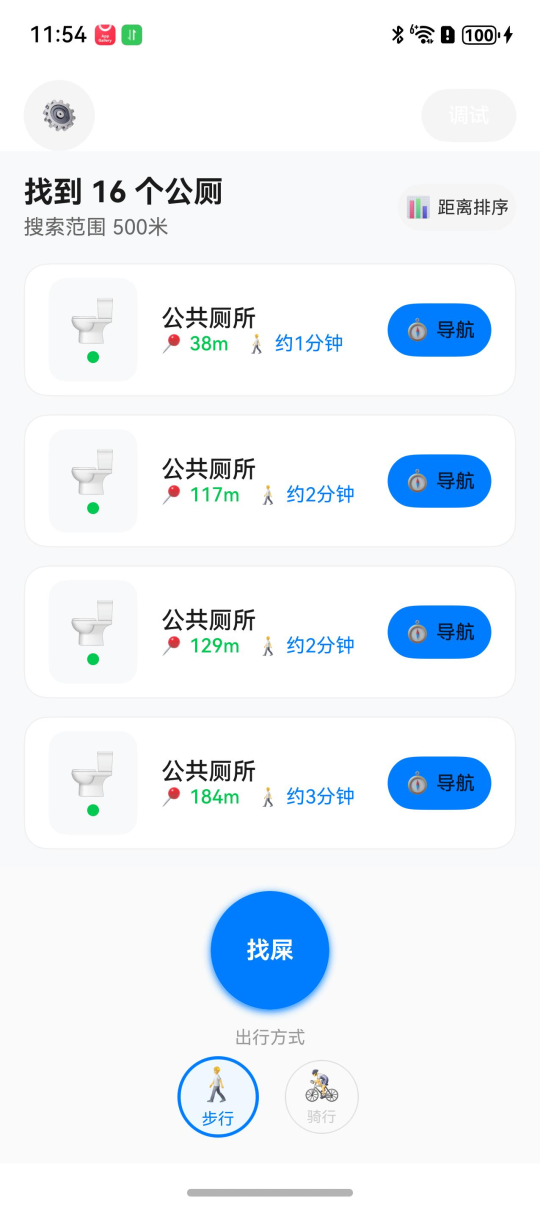 11:54
100
调试
找到 16 个公厕
搜索范围 500米
距离排序
公共厕所
38m 约1分钟
导航
公共厕所
117m 约2分钟
导航
公共厕所
129m 约2分钟
导航
公共厕所
184m 约3分钟
导航
找屎
出行方式
步行
骑行